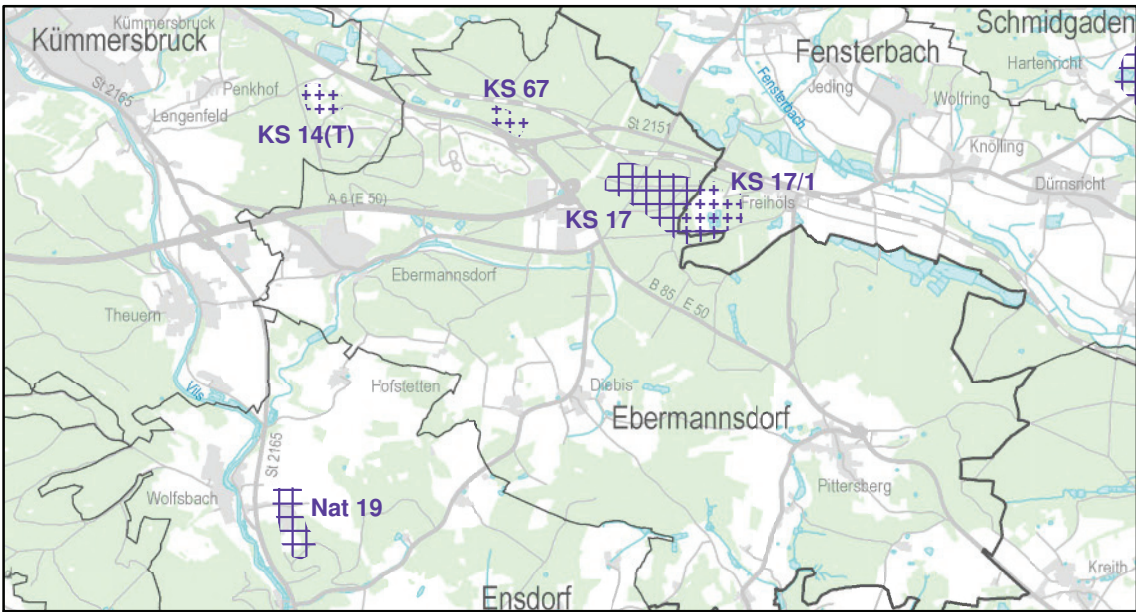 Kümmersbruck
Kümmersbruck
Schmidgaden
Fensterbach
Hartenricht
St 2165
Penkhof
KS 67
Fensterbach
Jeding
Wolfring
Lengenfeld
KS 14(T)
St 2151
Knölling
KS 17/1
Dürnsricht
A 6 (E 50)
Freihöls
KS 17
Ebermannsdorf
B 85 / E 50
Theuern
Vils
Hofstetten
Diebis
Ebermannsdorf
St 2165
Wolfsbach
Nat 19
Pittersberg
Kreith
Ensdorf